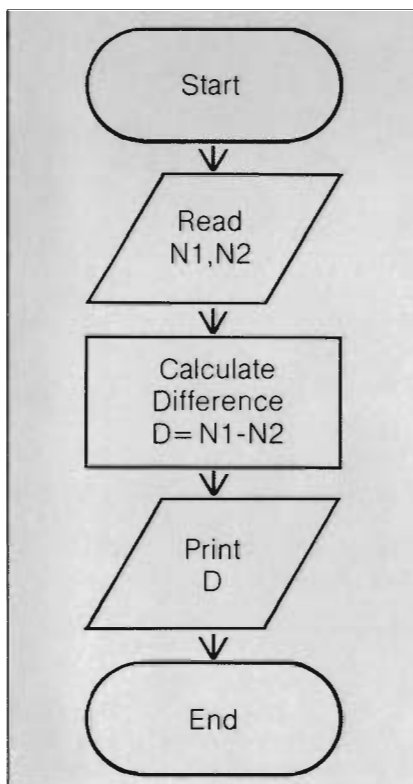 Start
Read
N1,N2
Calculate
Difference
D= N1-N2
Print
D
End